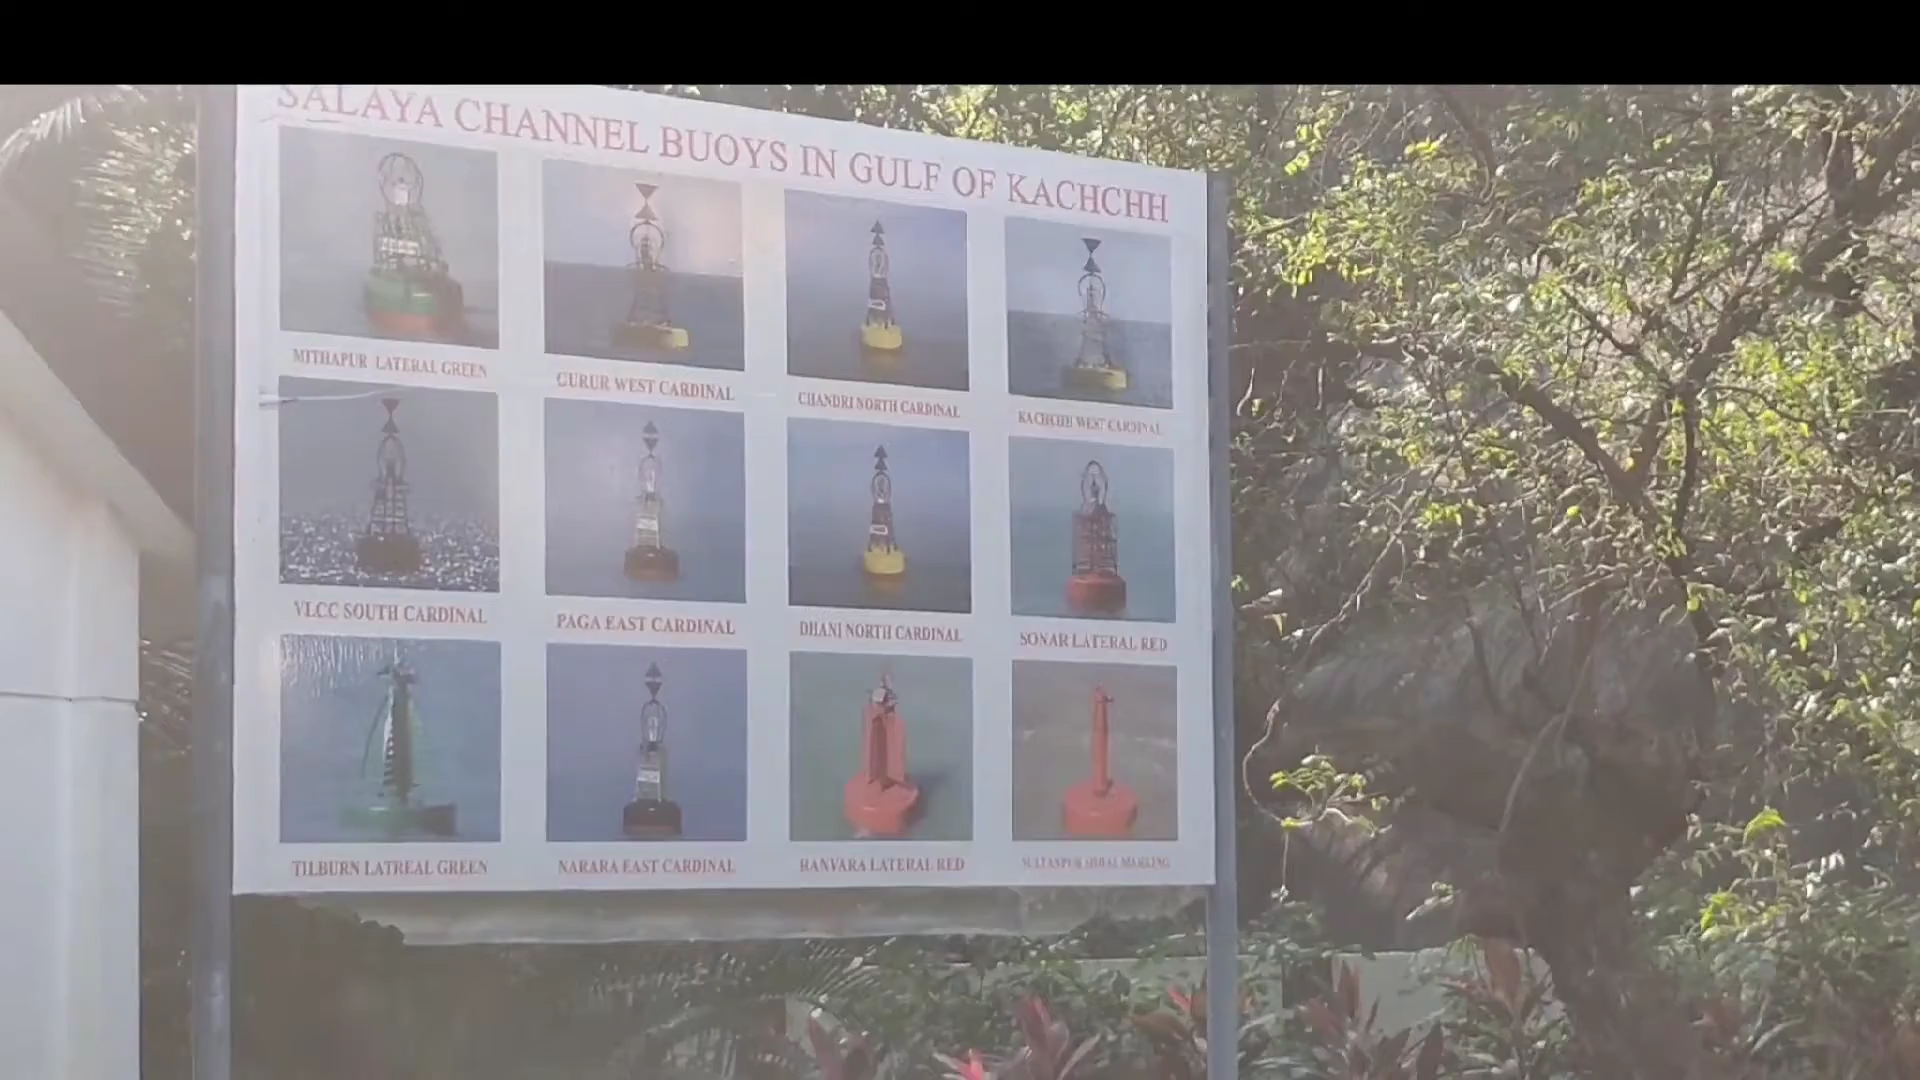 SALAYA CHANNEL BUOYS IN GULF OF KACHCHH
MITHAPUR LATERAL GREEN
CURUR WEST CARDINAL
CHANDRI NORTH CARDINAL
KACHCHH WEST CARDINAL
VLCC SOUTH CARDINAL
PAGA EAST CARDINAL
DHANI NORTH CARDINAL
SONAR LATERAL RED
TILBURN LATREAL GREEN
NARARA EAST CARDINAL
RANVARA LATERAL RED